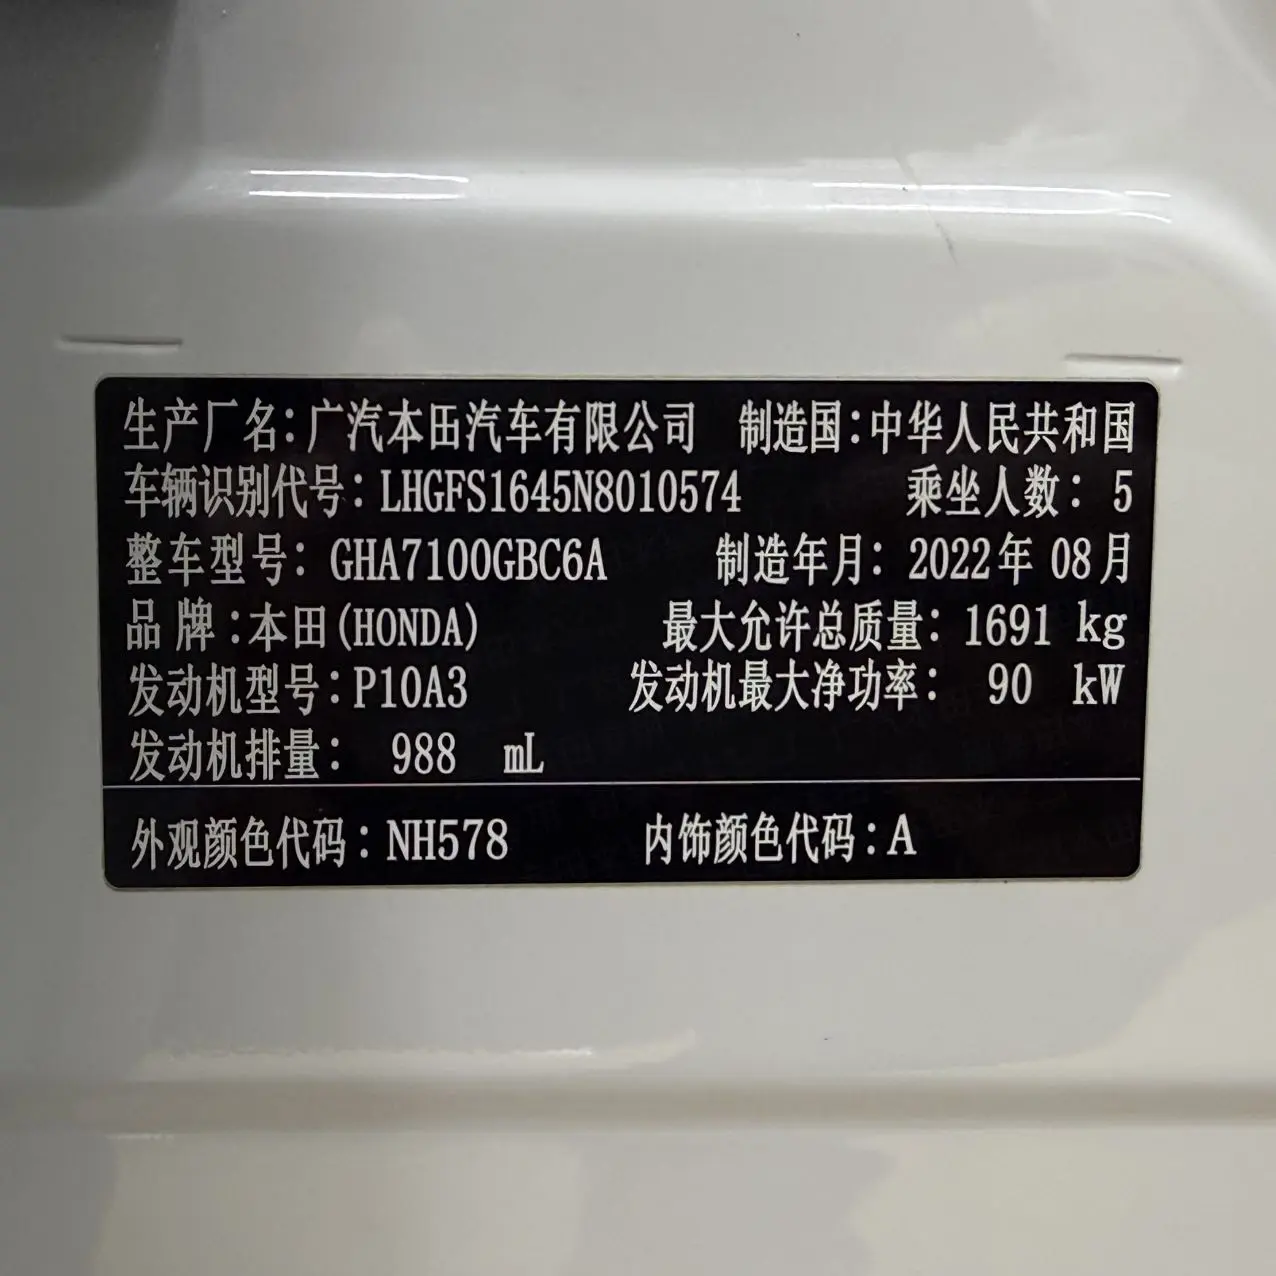 生产厂名:广汽本田汽车有限公司 制造国:中华人民共和国
车辆识别代号:LHGFS1645N8010574 乘坐人数:5
整车型号:GHA7100GBC6A 制造年月:2022年 08月
品牌:本田(HONDA) 最大允许总质量:1691 kg
发动机型号:P10A3 发动机最大净功率:90 kW
发动机排量:988 mL
外观颜色代码:NH578 内饰颜色代码:A